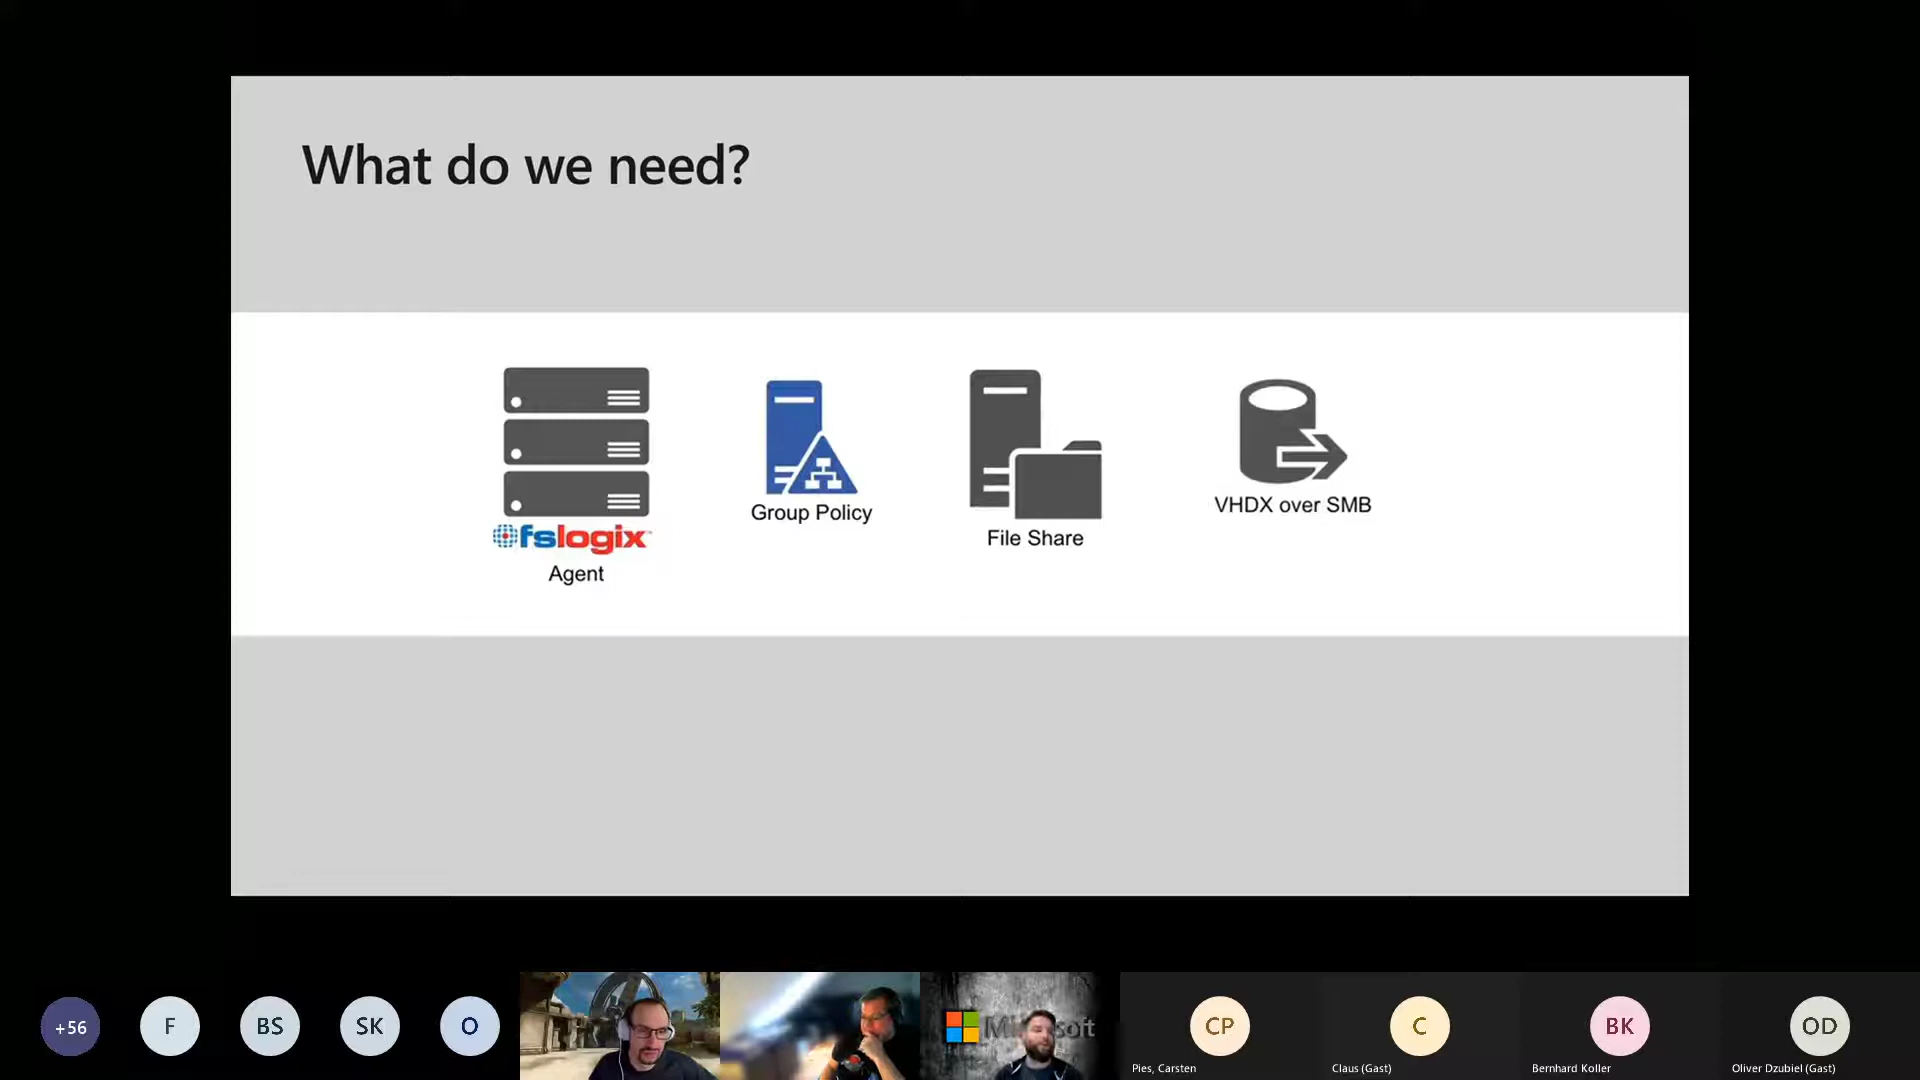 What do we need?
fslogix
Agent
Group Policy
File Share
VHDX over SMB
+56
F
BS
SK
O
Microsoft
CP
Pies, Carsten
C
Claus (Gast)
BK
Bernhard Koller
OD
Oliver Dzubiel (Gast)